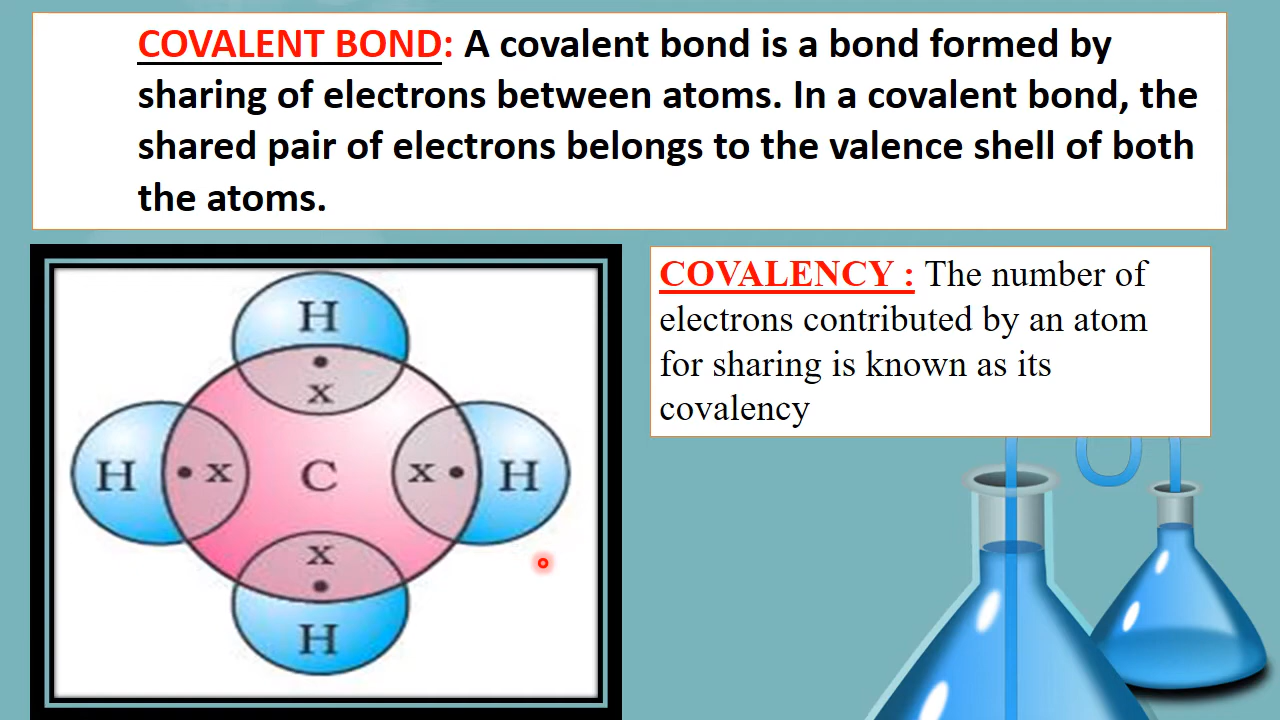 COVALENT BOND: A covalent bond is a bond formed by
sharing of electrons between atoms. In a covalent bond, the
shared pair of electrons belongs to the valence shell of both
the atoms.
COVALENCY : The number of
electrons contributed by an atom
for sharing is known as its
covalency
H
x
H x C x H
x
H